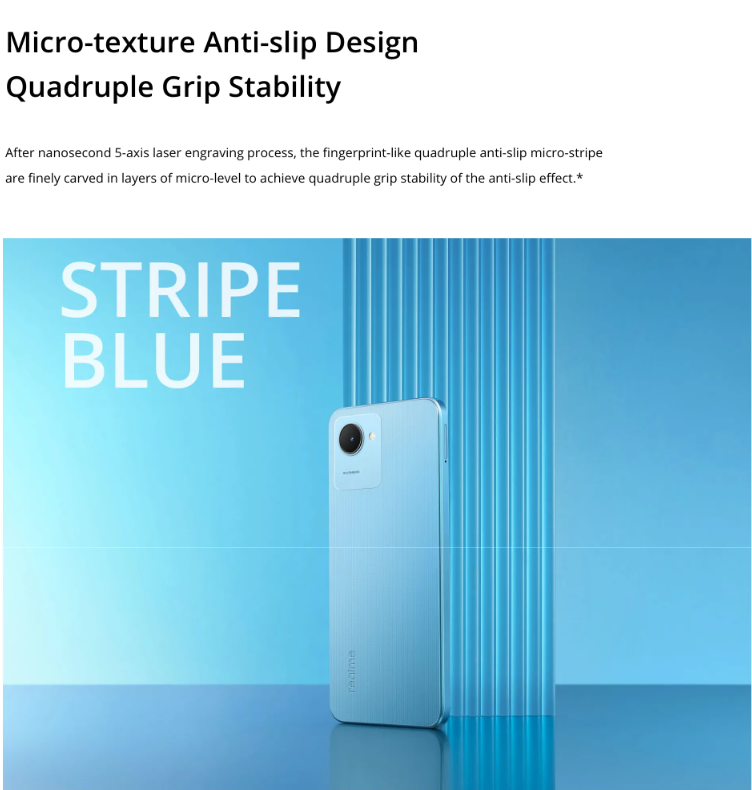 Micro-texture Anti-slip Design
Quadruple Grip Stability
After nanosecond 5-axis laser engraving process, the fingerprint-like quadruple anti-slip micro-stripe
are finely carved in layers of micro-level to achieve quadruple grip stability of the anti-slip effect.*
STRIPE
BLUE
realme